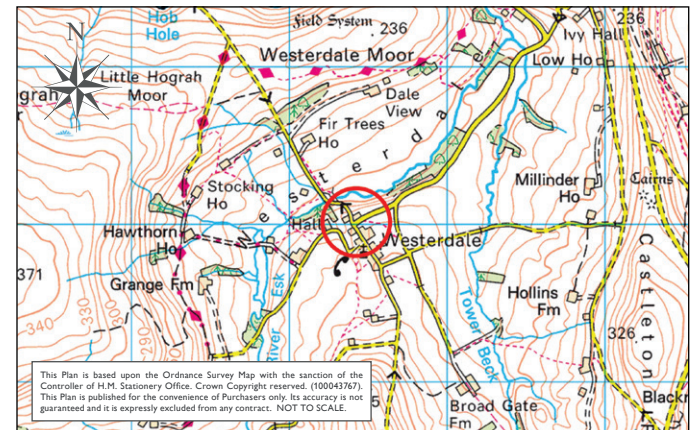 Hob
Hole
Field System
236
236
Ivy Hall
N
Westerdale Moor
Low Ho
Little Hograh
Moor
grah
Dale
View
Fir Trees
Ho
Westerda
Stocking
Ho
Millinder
Ho
Cairns
Hall
Westerdale
Hawthorn
Ho
371
Grange Fm
River Esk
Tower Beck
Hollins
Fm
Castleton
326
340
330
290
This Plan is based upon the Ordnance Survey Map with the sanction of the
Controller of H.M. Stationery Office. Crown Copyright reserved. (100043767).
This Plan is published for the convenience of Purchasers only. Its accuracy is not
guaranteed and it is expressly excluded from any contract. NOT TO SCALE.
5
Broad Gate
Fm
Blackr